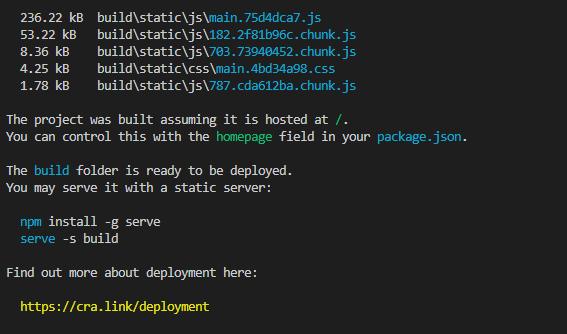 236.22 kB  build\static\js\main.75d4dca7.js
53.22 kB   build\static\js\182.2f81b96c.chunk.js
8.36 kB    build\static\js\703.73940452.chunk.js
4.25 kB    build\static\css\main.4bd34a98.css
1.78 kB    build\static\js\787.cda612ba.chunk.js
The project was built assuming it is hosted at /.
You can control this with the homepage field in your package.json.
The build folder is ready to be deployed.
You may serve it with a static server:
npm install -g serve
serve -s build
Find out more about deployment here:
https://cra.link/deployment